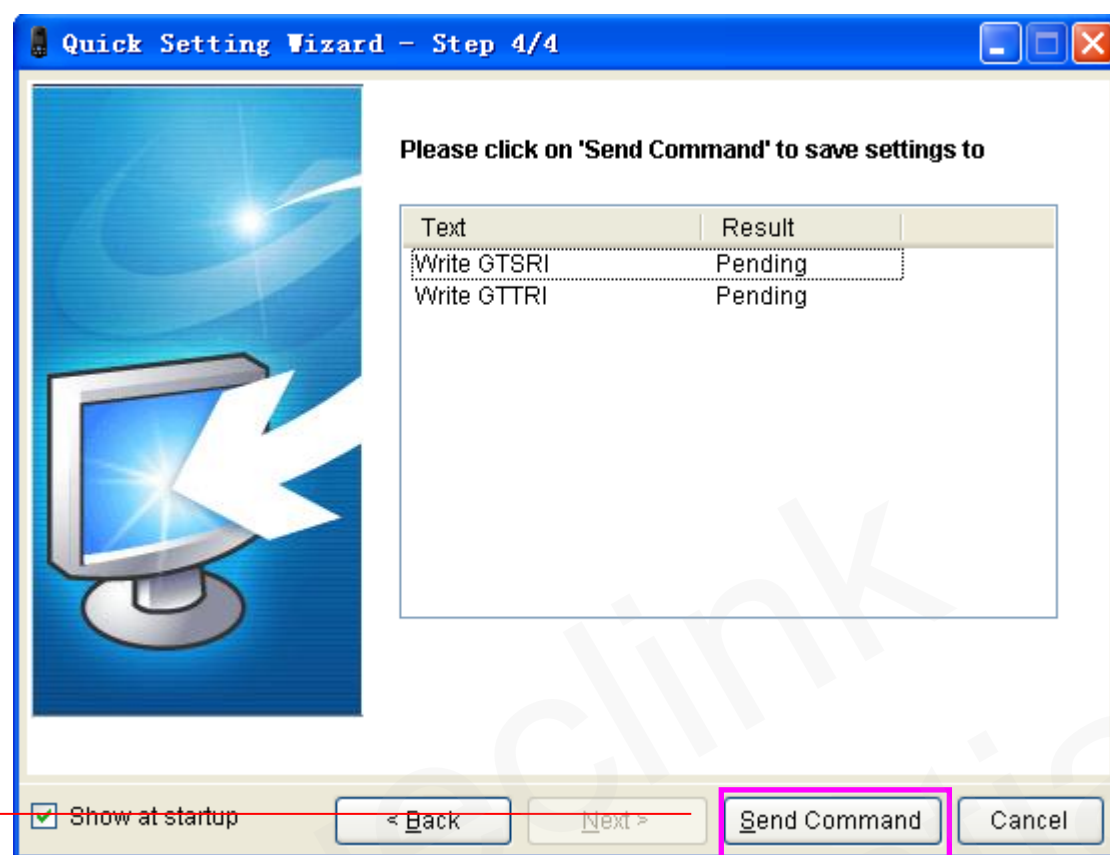 Quick Setting Wizard - Step 4/4
Please click on 'Send Command' to save settings to
Text Result
Write GTSRI Pending
Write GTTRI Pending
Show at startup
< Back
Next >
Send Command
Cancel